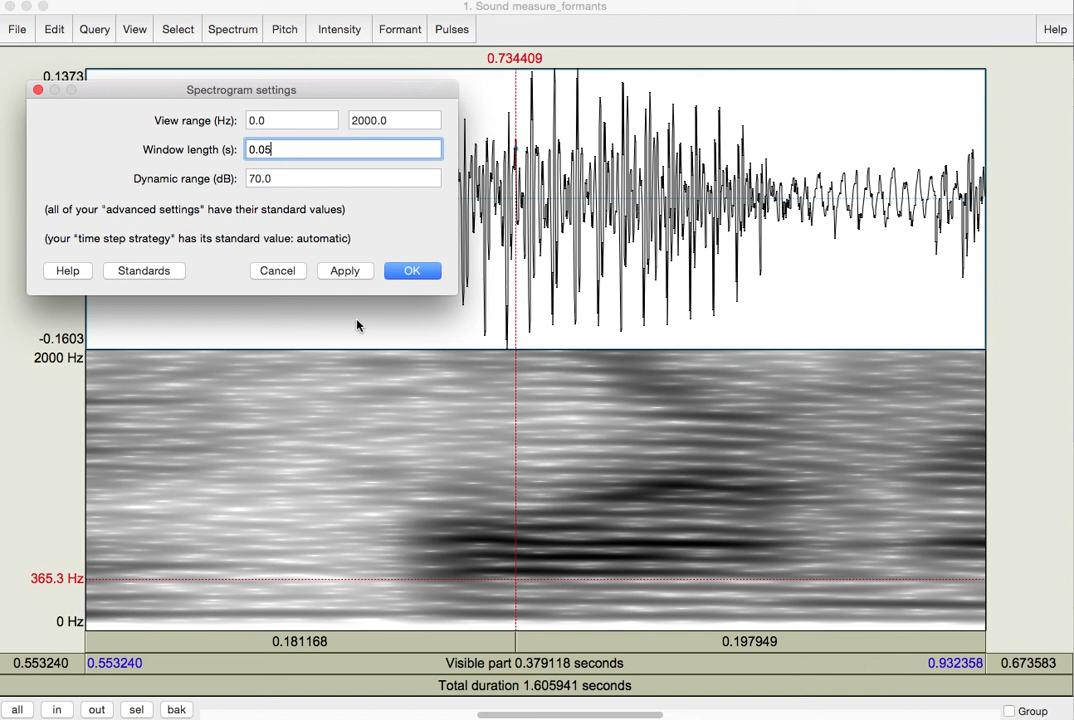 1. Sound measure_formants
File Edit Query View Select Spectrum Pitch Intensity Formant Pulses Help
0.734409
0.1373
Spectrogram settings
View range (Hz): 0.0 2000.0
Window length (s): 0.05
Dynamic range (dB): 70.0
(all of your "advanced settings" have their standard values)
(your "time step strategy" has its standard value: automatic)
Help Standards Cancel Apply OK
-0.1603
2000 Hz
365.3 Hz
0 Hz
0.181168 0.197949
0.553240 0.553240 Visible part 0.379118 seconds 0.932358 0.673583
Total duration 1.605941 seconds
all in out sel bak Group